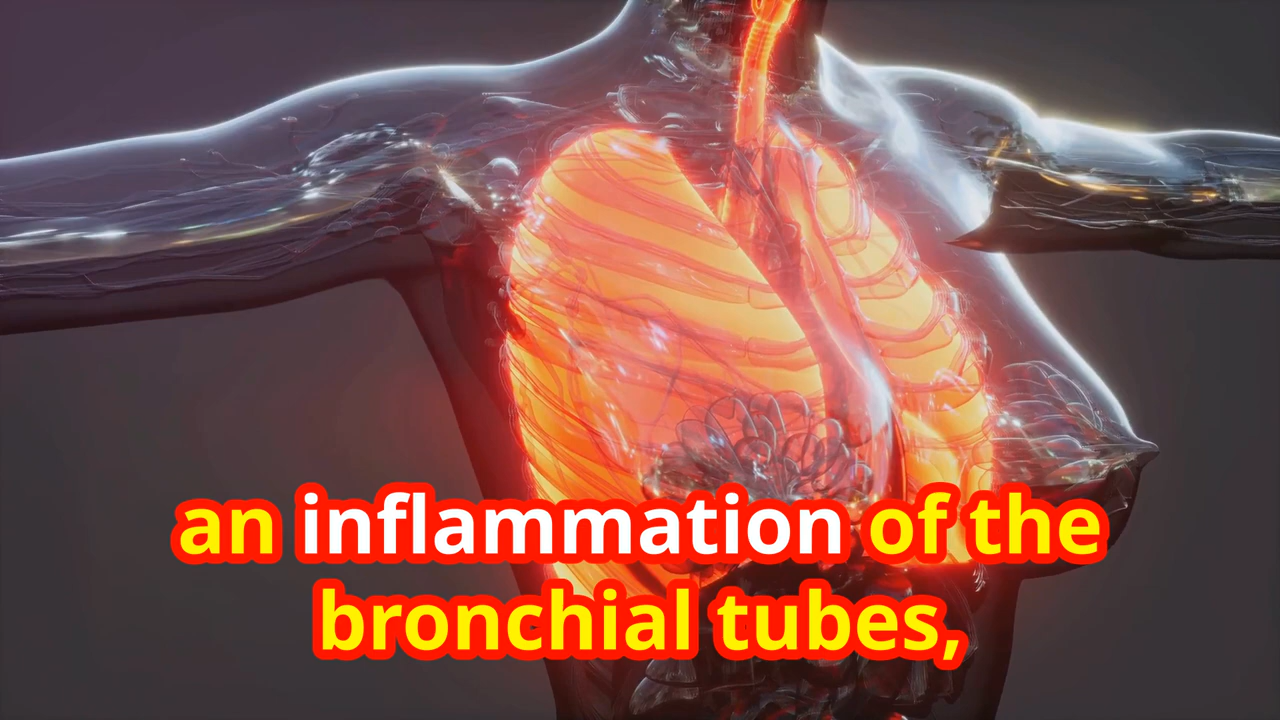 an inflammation of the
bronchial tubes,